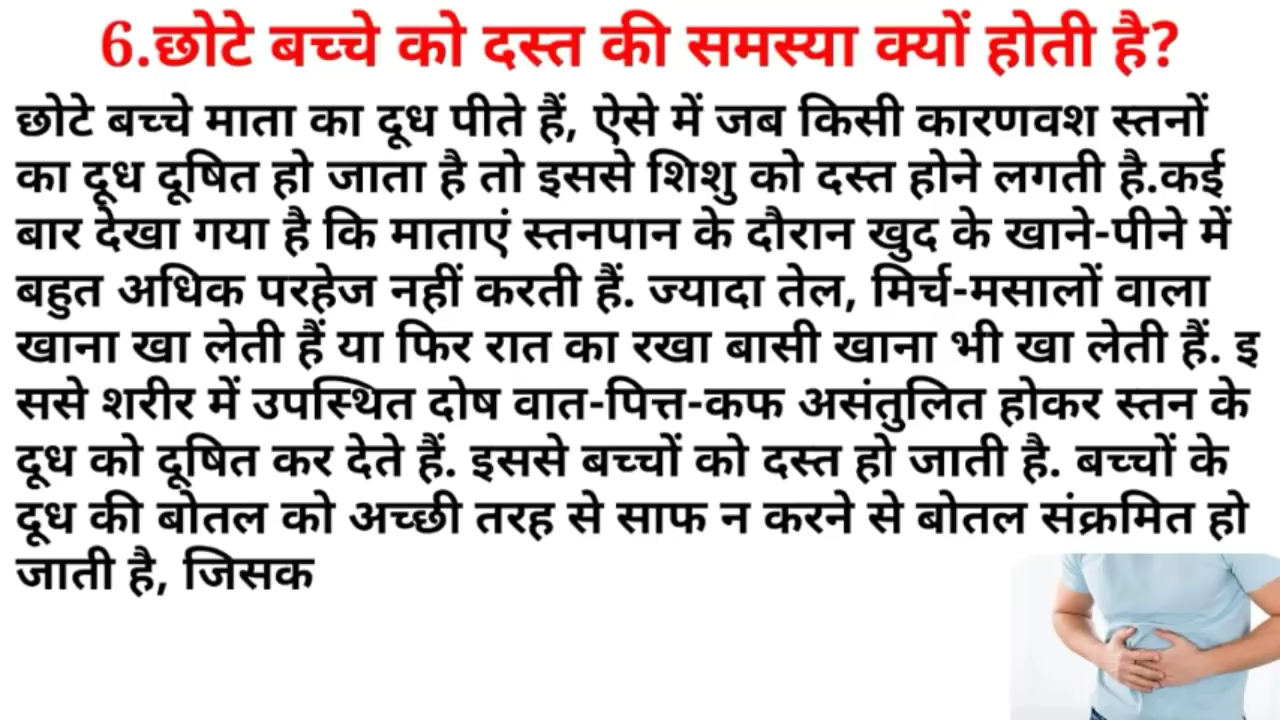 6.छोटे बच्चे को दस्त की समस्या क्यों होती है?
छोटे बच्चे माता का दूध पीते हैं, ऐसे में जब किसी कारणवश स्तनों
का दूध दूषित हो जाता है तो इससे शिशु को दस्त होने लगती है.कई
बार देखा गया है कि माताएं स्तनपान के दौरान खुद के खाने-पीने में
बहुत अधिक परहेज नहीं करती हैं. ज्यादा तेल, मिर्च-मसालों वाला
खाना खा लेती हैं या फिर रात का रखा बासी खाना भी खा लेती हैं. इ
ससे शरीर में उपस्थित दोष वात-पित्त-कफ असंतुलित होकर स्तन के
दूध को दूषित कर देते हैं. इससे बच्चों को दस्त हो जाती है. बच्चों के
दूध की बोतल को अच्छी तरह से साफ न करने से बोतल संक्रमित हो
जाती है, जिसक